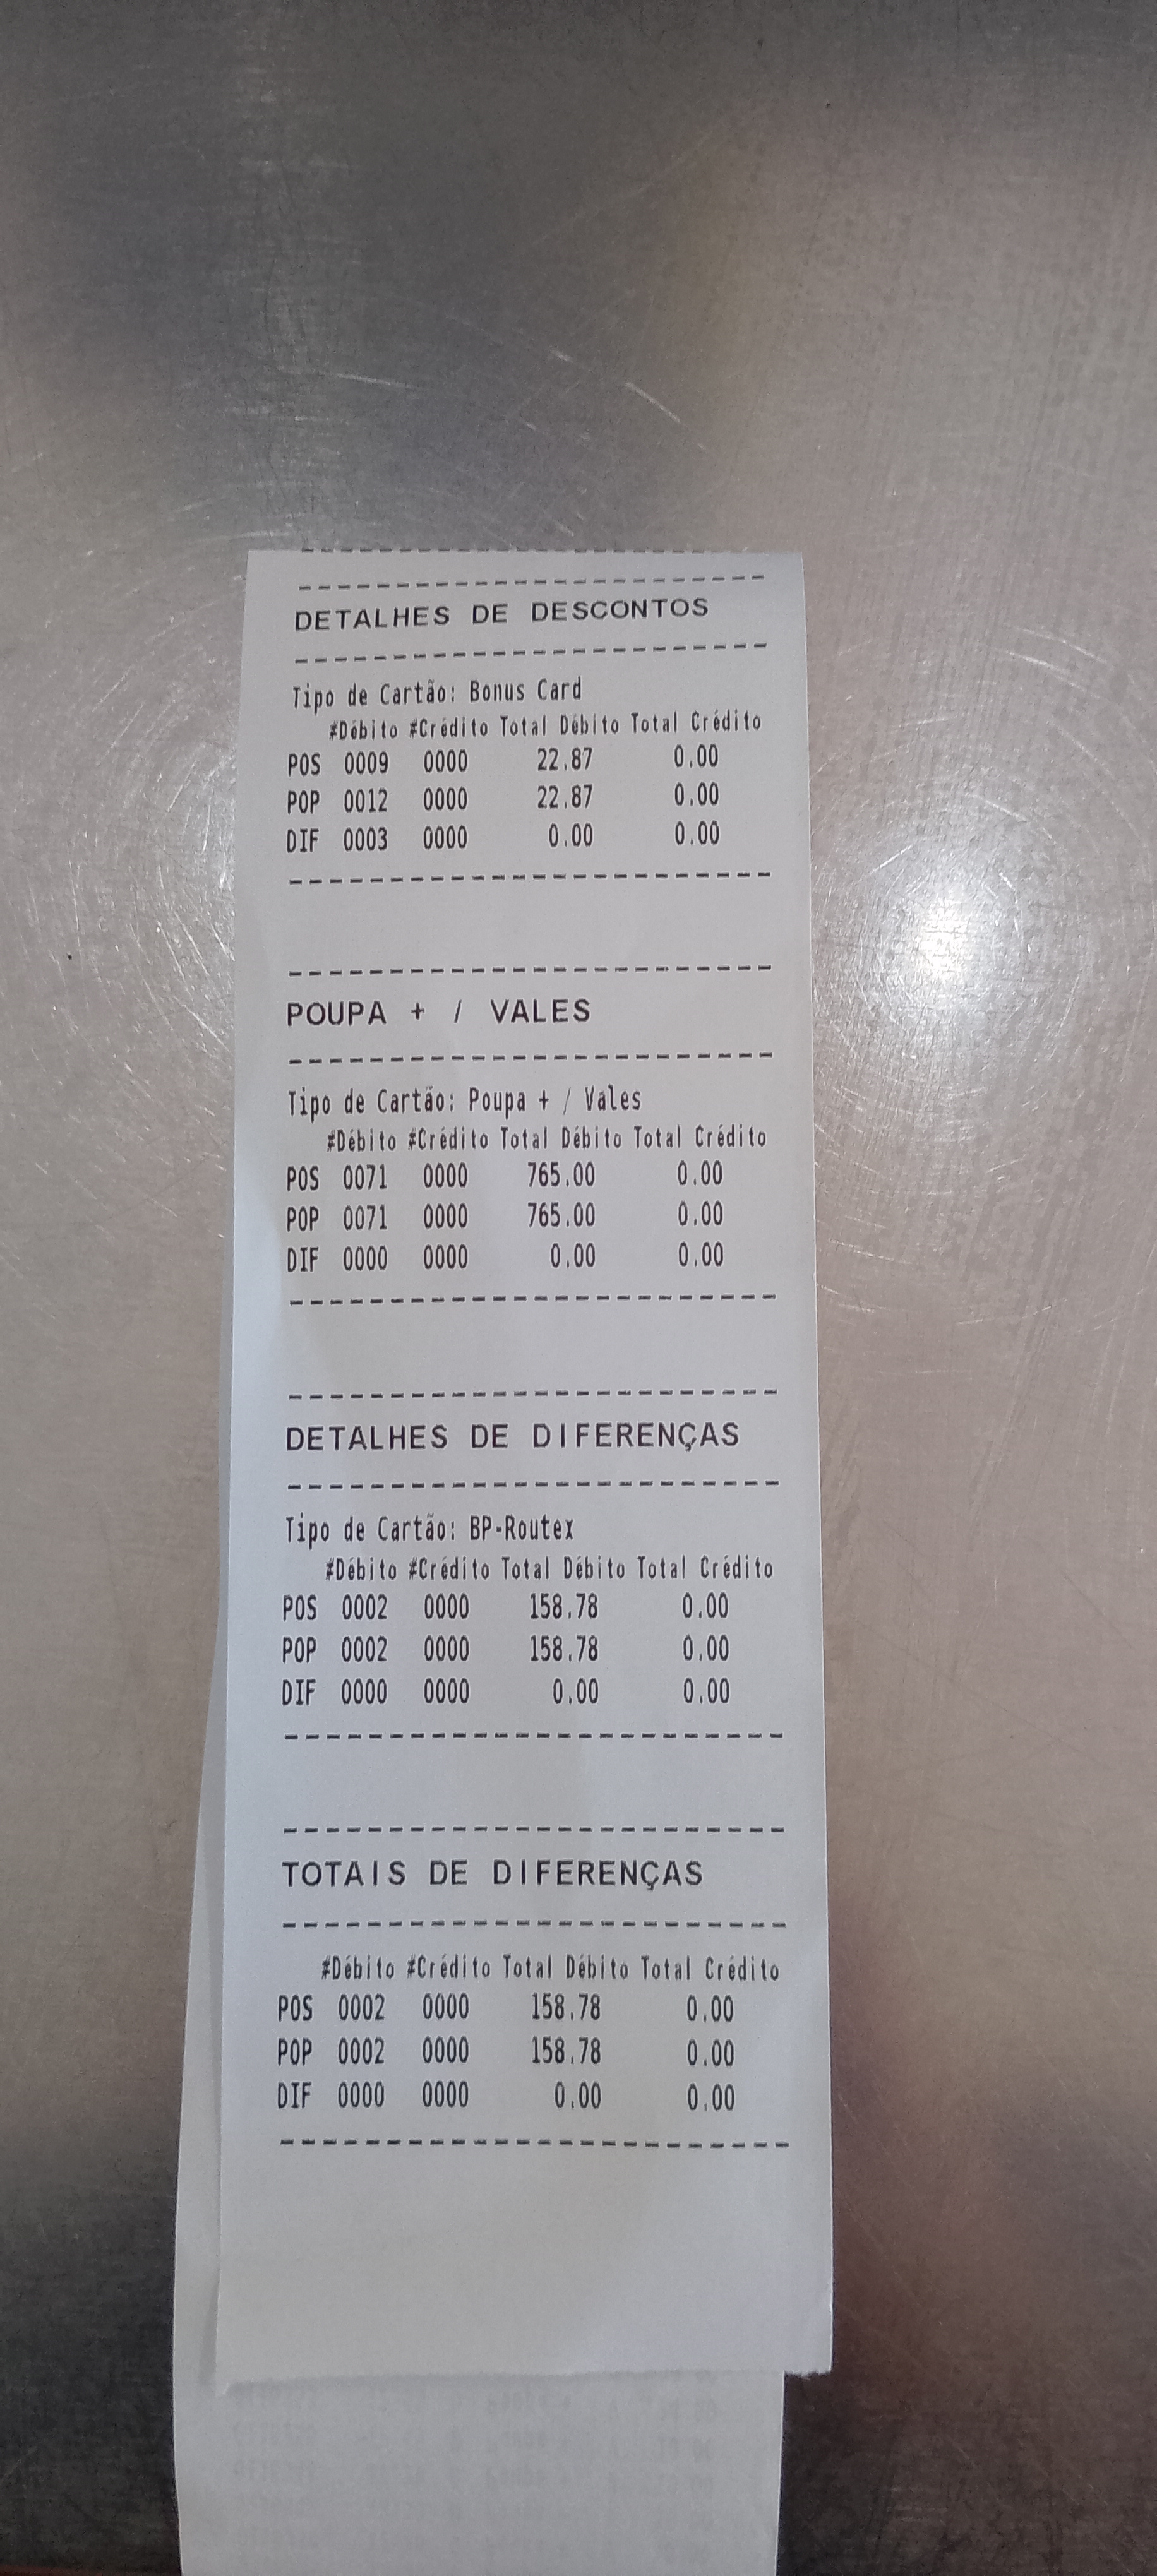 DETALHES DE DESCONTOS
Tipo de Cartão: Bonus Card
#Débito #Crédito Total Débito Total Crédito
POS 0009 0000 22.87 0.00
POP 0012 0000 22.87 0.00
DIF 0003 0000 0.00 0.00
POUPA + / VALES
Tipo de Cartão: Poupa + / Vales
#Débito #Crédito Total Débito Total Crédito
POS 0071 0000 765.00 0.00
POP 0071 0000 765.00 0.00
DIF 0000 0000 0.00 0.00
DETALHES DE DIFERENÇAS
Tipo de Cartão: BP-Routex
#Débito #Crédito Total Débito Total Crédito
POS 0002 0000 158.78 0.00
POP 0002 0000 158.78 0.00
DIF 0000 0000 0.00 0.00
TOTAIS DE DIFERENÇAS
#Débito #Crédito Total Débito Total Crédito
POS 0002 0000 158.78 0.00
POP 0002 0000 158.78 0.00
DIF 0000 0000 0.00 0.00